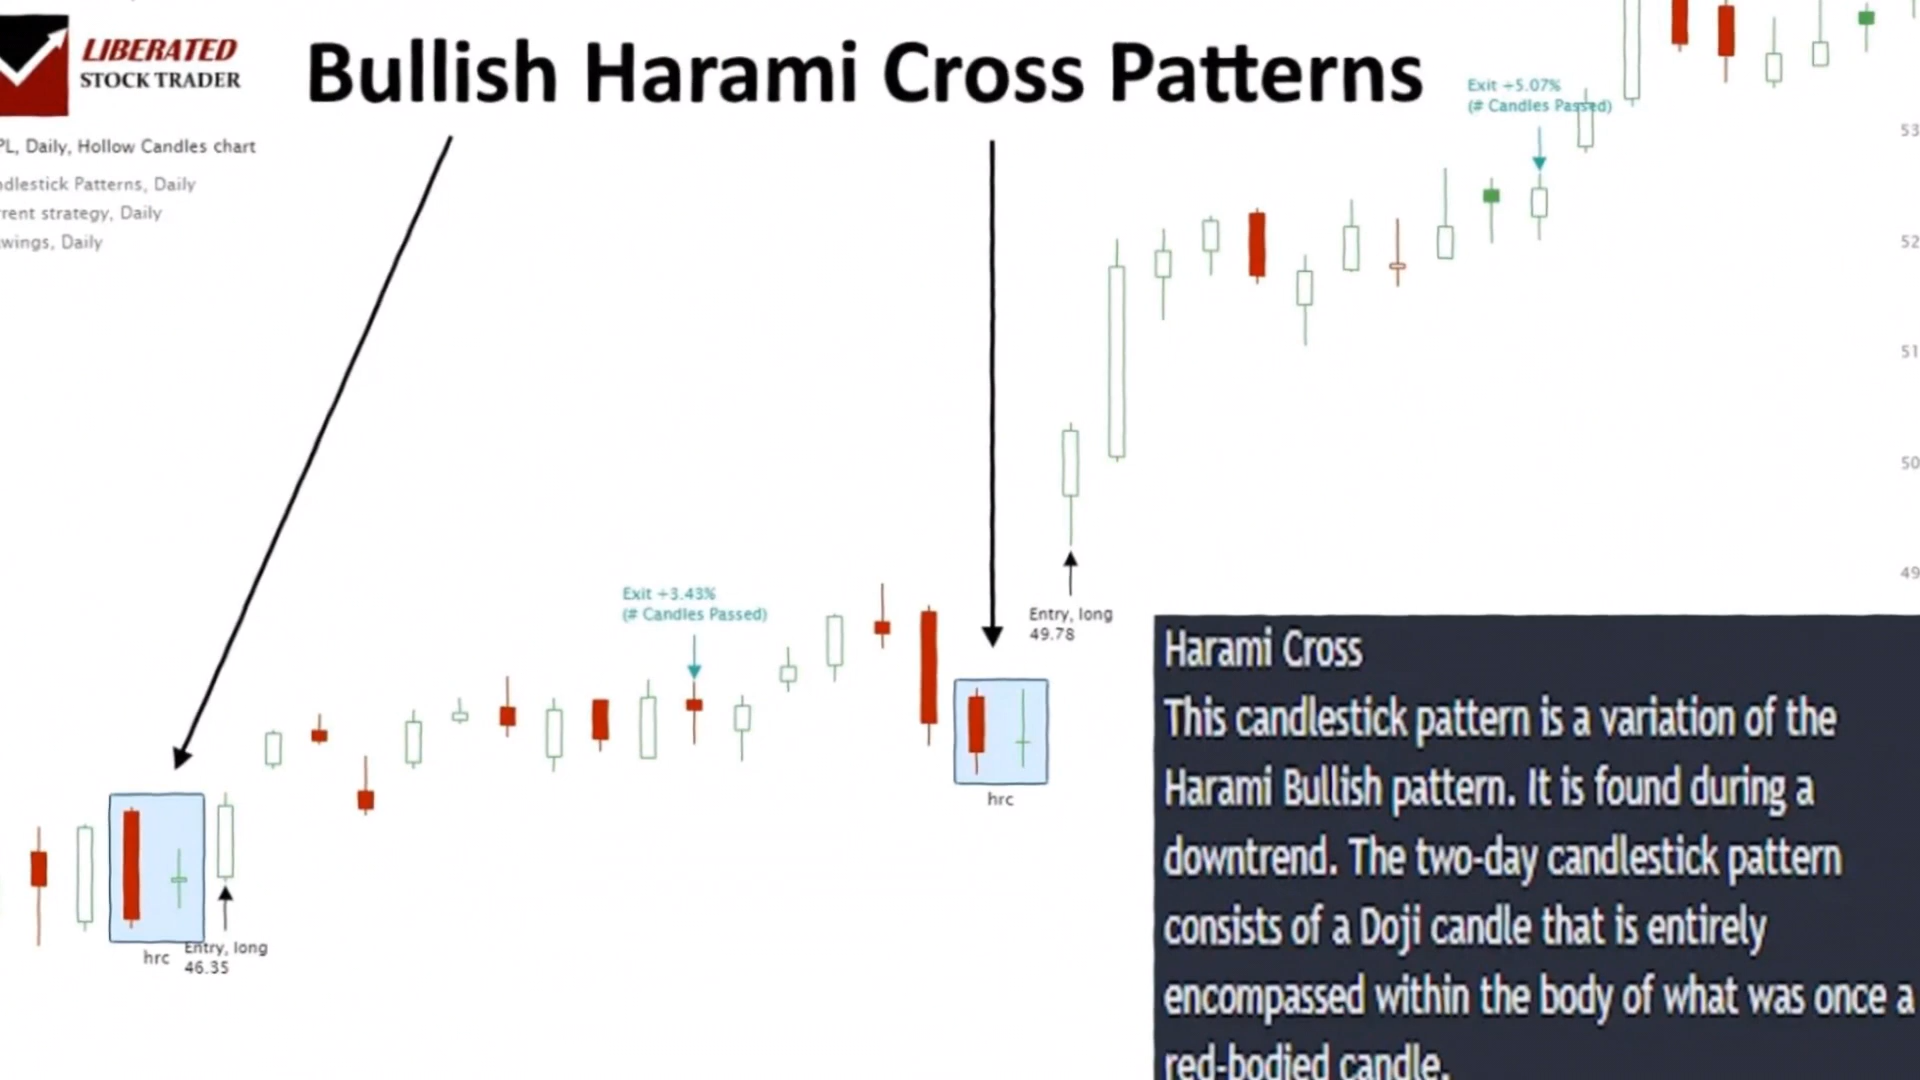 LIBERATED
STOCK TRADER
Bullish Harami Cross Patterns
PL, Daily, Hollow Candles chart
dlestick Patterns, Daily
rent strategy, Daily
wings, Daily
Exit +5.07%
(# Candles Passed)
53
52
51
50
49
Exit +3.43%
(# Candles Passed)
Entry, long
49.78
hrc
hrc
Entry, long
46.35
Harami Cross
This candlestick pattern is a variation of the
Harami Bullish pattern. It is found during a
downtrend. The two-day candlestick pattern
consists of a Doji candle that is entirely
encompassed within the body of what was once a
red-bodied candle.